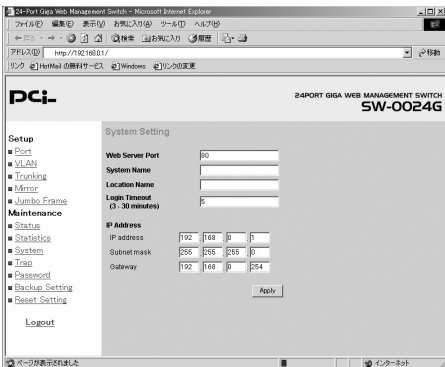 24-Port Giga Web Management Switch - Microsoft Internet Explorer
ファイル(F) 編集(E) 表示(V) お気に入り(A) ツール(T) ヘルプ(H)
戻る 検索 お気に入り 履歴
アドレス(D) http://192.168.0.1/ 移動
リンク HotMail の無料サービス Windows リンクの変更
PCi
24PORT GIGA WEB MANAGEMENT SWITCH
SW-0024G
Setup
Port
VLAN
Trunking
Mirror
Jumbo Frame
Maintenance
Status
Statistics
System
Trap
Password
Backup Setting
Reset Setting
Logout
System Setting
Web Server Port 80
System Name
Location Name
Login Timeout 5
(3 - 30 minutes)
IP Address
IP address 192 . 168 . 0 . 1
Subnet mask 255 . 255 . 255 . 0
Gateway 192 . 168 . 0 . 254
Apply
ページが表示されました インターネット